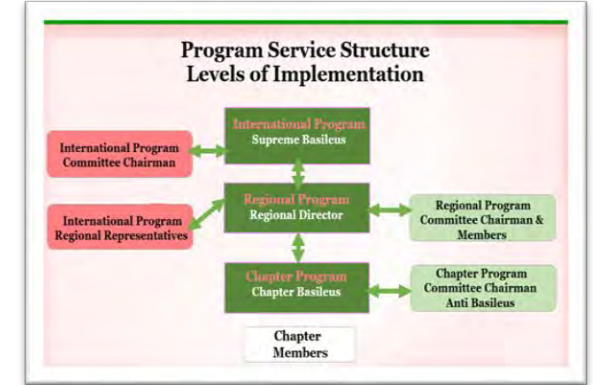 Program Service Structure
Levels of Implementation
International Program
Supreme Basileus
International Program
Committee Chairman
Regional Program
Regional Director
International Program
Regional Representatives
Regional Program
Committee Chairman &
Members
Chapter Program
Chapter Basileus
Chapter Program
Committee Chairman
Anti Basileus
Chapter
Members